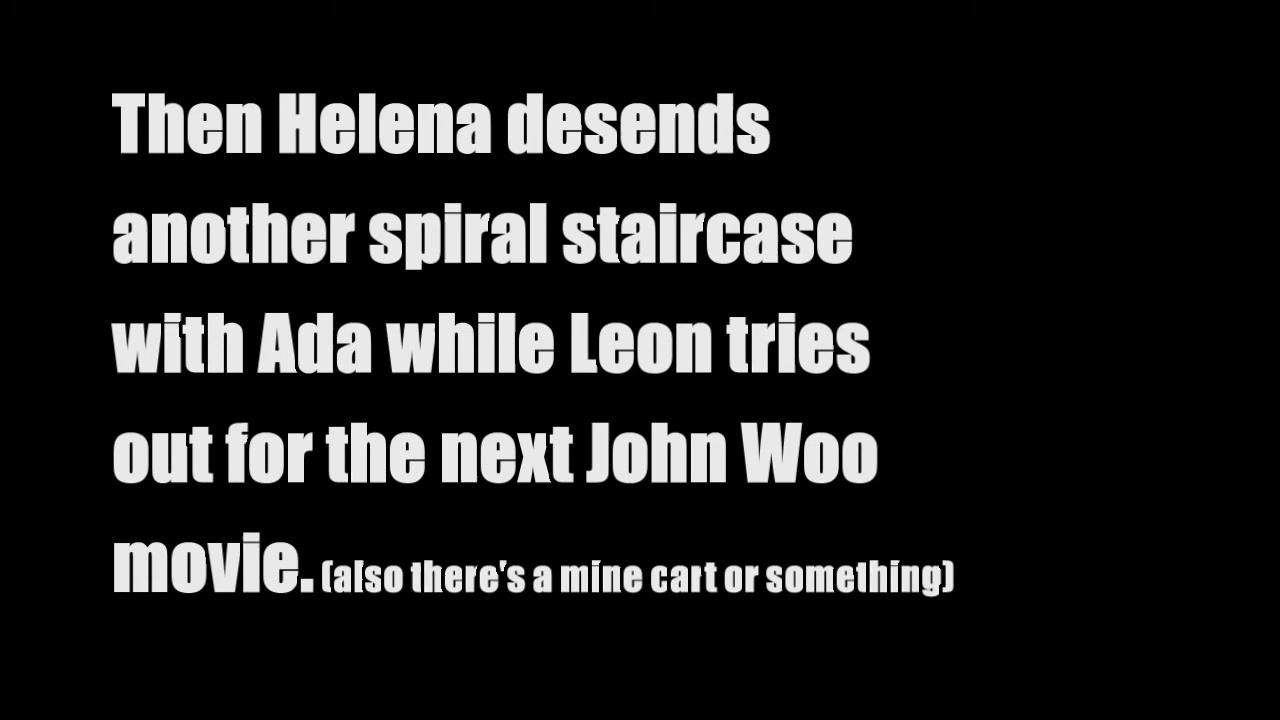 Then Helena desends
another spiral staircase
with Ada while Leon tries
out for the next John Woo
movie. (also there's a mine cart or something)